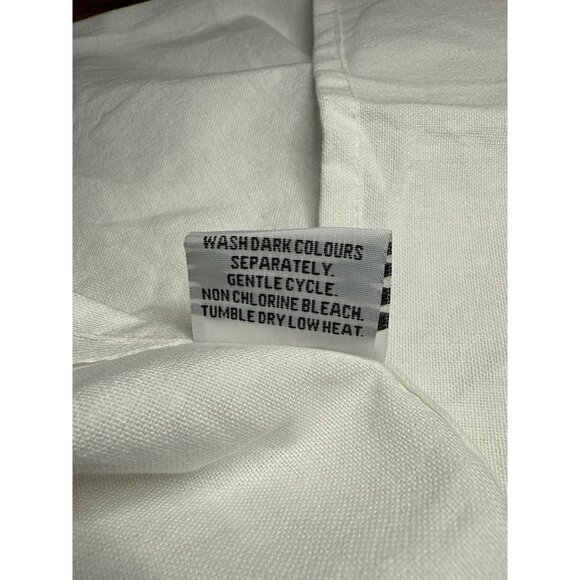 WASH DARK COLOURS
SEPARATELY.
GENTLE CYCLE.
NON CHLORINE BLEACH.
TUMBLE DRY LOW HEAT.